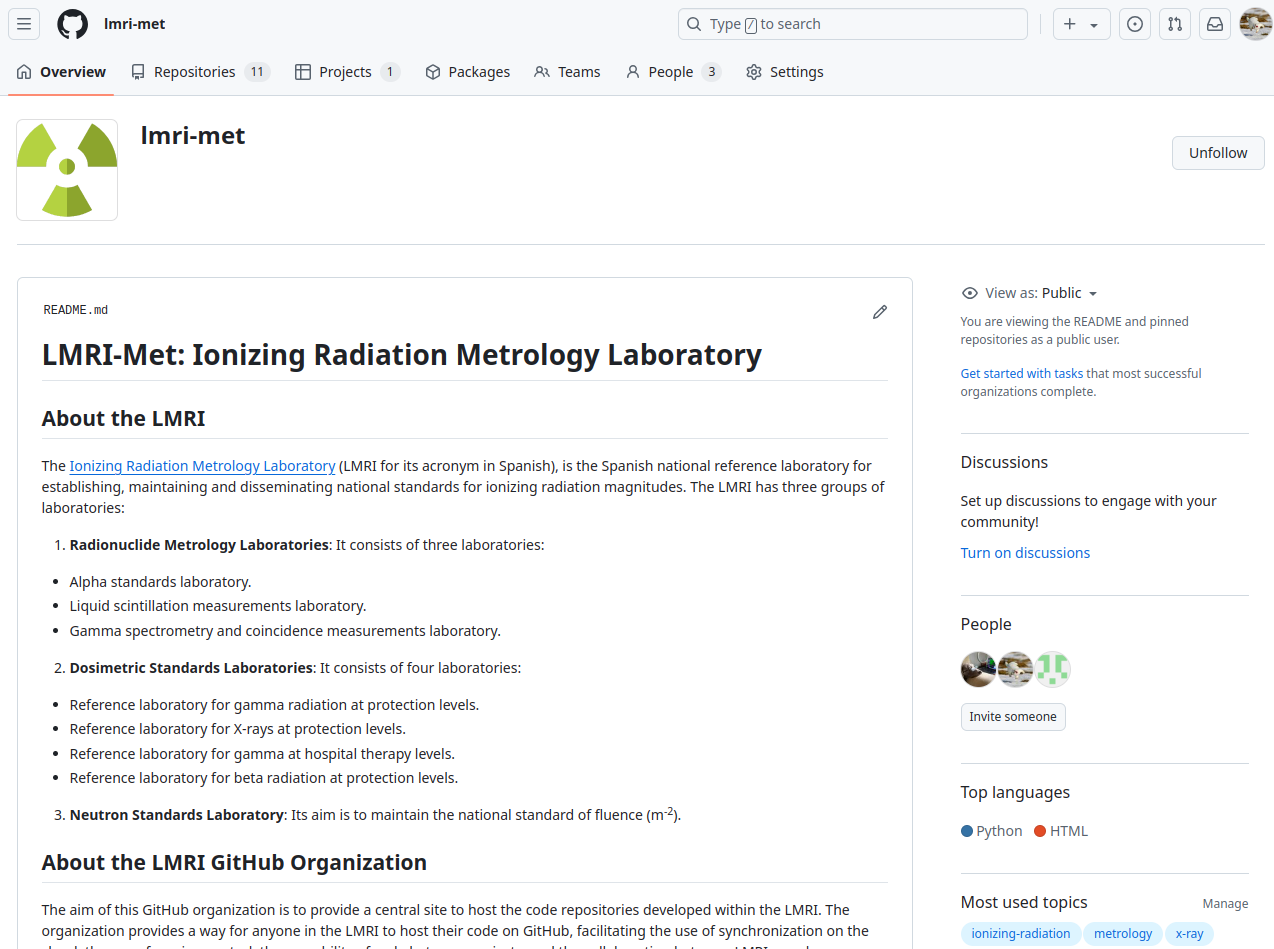 lmri-met
Type / to search
Overview
Repositories 11
Projects 1
Packages
Teams
People 3
Settings
lmri-met
Unfollow
README.md
LMRI-Met: Ionizing Radiation Metrology Laboratory
About the LMRI
The Ionizing Radiation Metrology Laboratory (LMRI for its acronym in Spanish), is the Spanish national reference laboratory for
establishing, maintaining and disseminating national standards for ionizing radiation magnitudes. The LMRI has three groups of
laboratories:
1. Radionuclide Metrology Laboratories: It consists of three laboratories:
• Alpha standards laboratory.
• Liquid scintillation measurements laboratory.
• Gamma spectrometry and coincidence measurements laboratory.
2. Dosimetric Standards Laboratories: It consists of four laboratories:
• Reference laboratory for gamma radiation at protection levels.
• Reference laboratory for X-rays at protection levels.
• Reference laboratory for gamma at hospital therapy levels.
• Reference laboratory for beta radiation at protection levels.
3. Neutron Standards Laboratory: Its aim is to maintain the national standard of fluence (m⁻²).
About the LMRI GitHub Organization
The aim of this GitHub organization is to provide a central site to host the code repositories developed within the LMRI. The
organization provides a way for anyone in the LMRI to host their code on GitHub, facilitating the use of synchronization on the
View as: Public
You are viewing the README and pinned
repositories as a public user.
Get started with tasks that most successful
organizations complete.
Discussions
Set up discussions to engage with your
community!
Turn on discussions
People
Invite someone
Top languages
Python
HTML
Most used topics
Manage
ionizing-radiation
metrology
x-ray